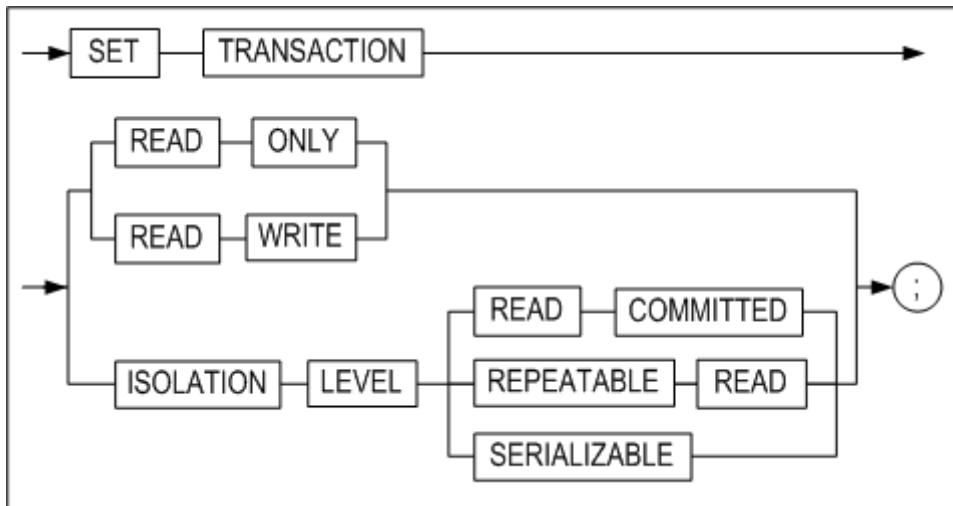 SET TRANSACTION
READ ONLY
READ WRITE
;
READ COMMITTED
ISOLATION LEVEL REPEATABLE READ
SERIALIZABLE